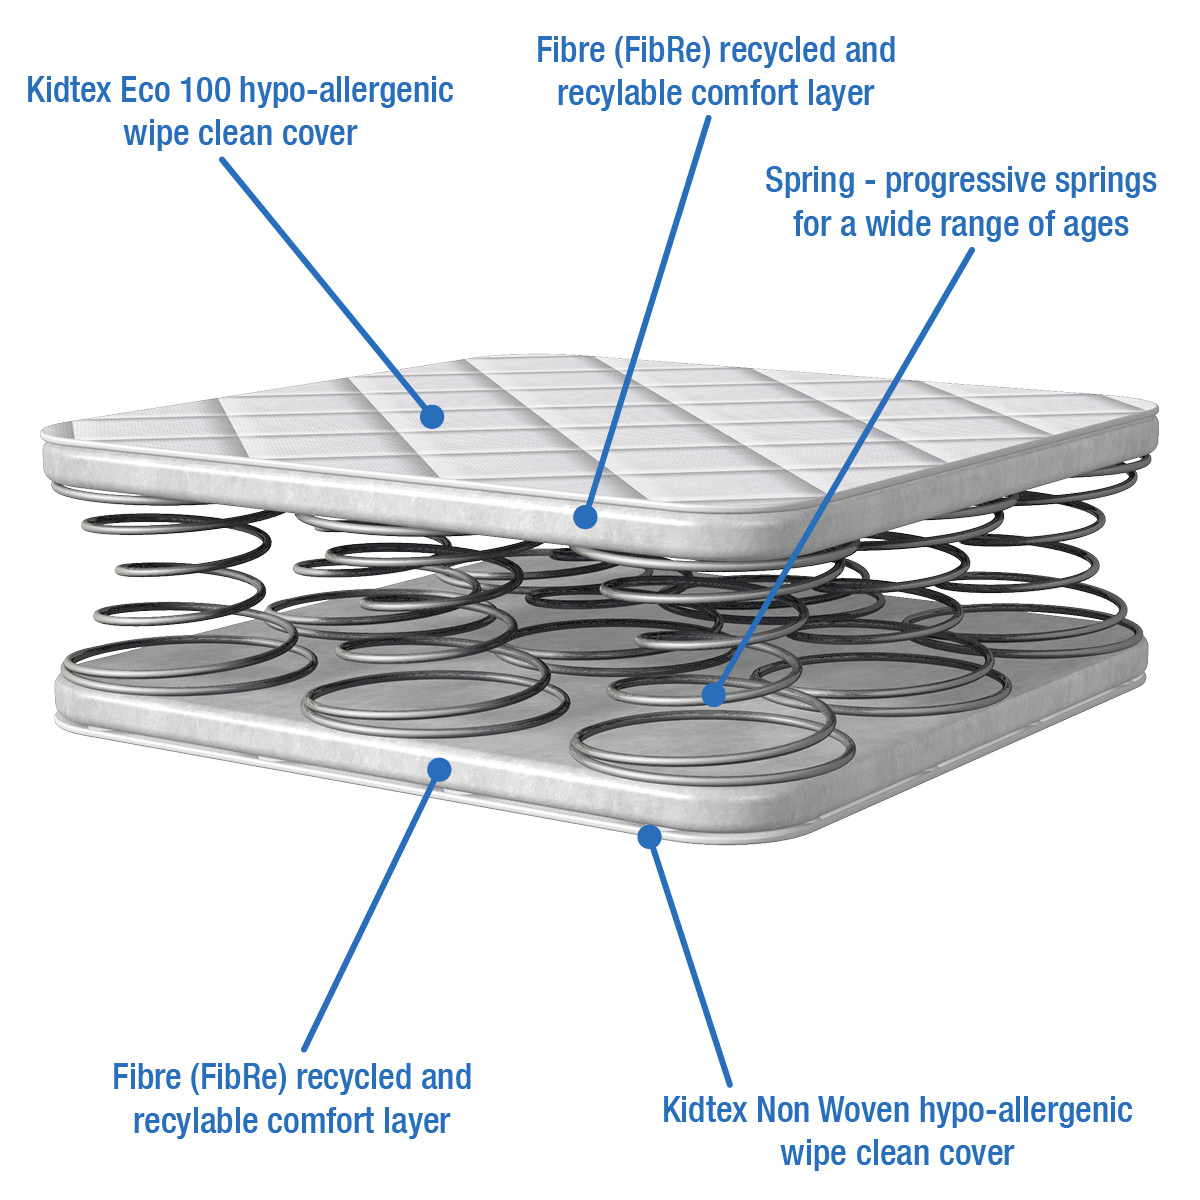 Kidtex Eco 100 hypo-allergenic
wipe clean cover
Fibre (FibRe) recycled and
recylable comfort layer
Spring - progressive springs
for a wide range of ages
Fibre (FibRe) recycled and
recylable comfort layer
Kidtex Non Woven hypo-allergenic
wipe clean cover